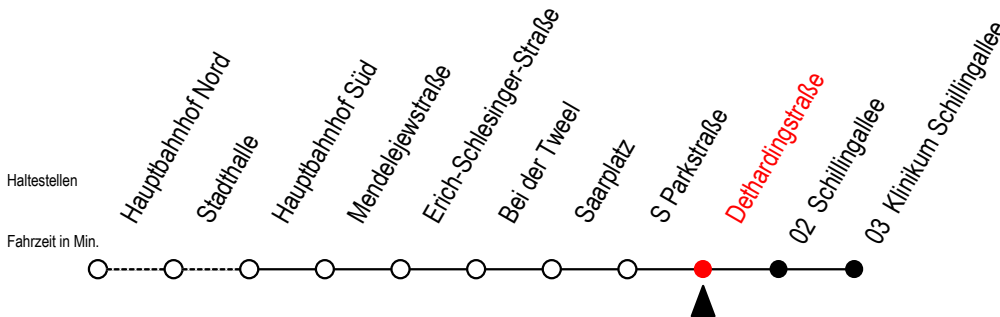 Haltestellen
Fahrzeit in Min.
Hauptbahnhof Nord
Stadthalle
Hauptbahnhof Süd
Mendelejewstraße
Erich-Schlesinger-Straße
Bei der Tweel
Saarplatz
S Parkstraße
Dethardingstraße
02 Schillingallee
03 Klinikum Schillingallee